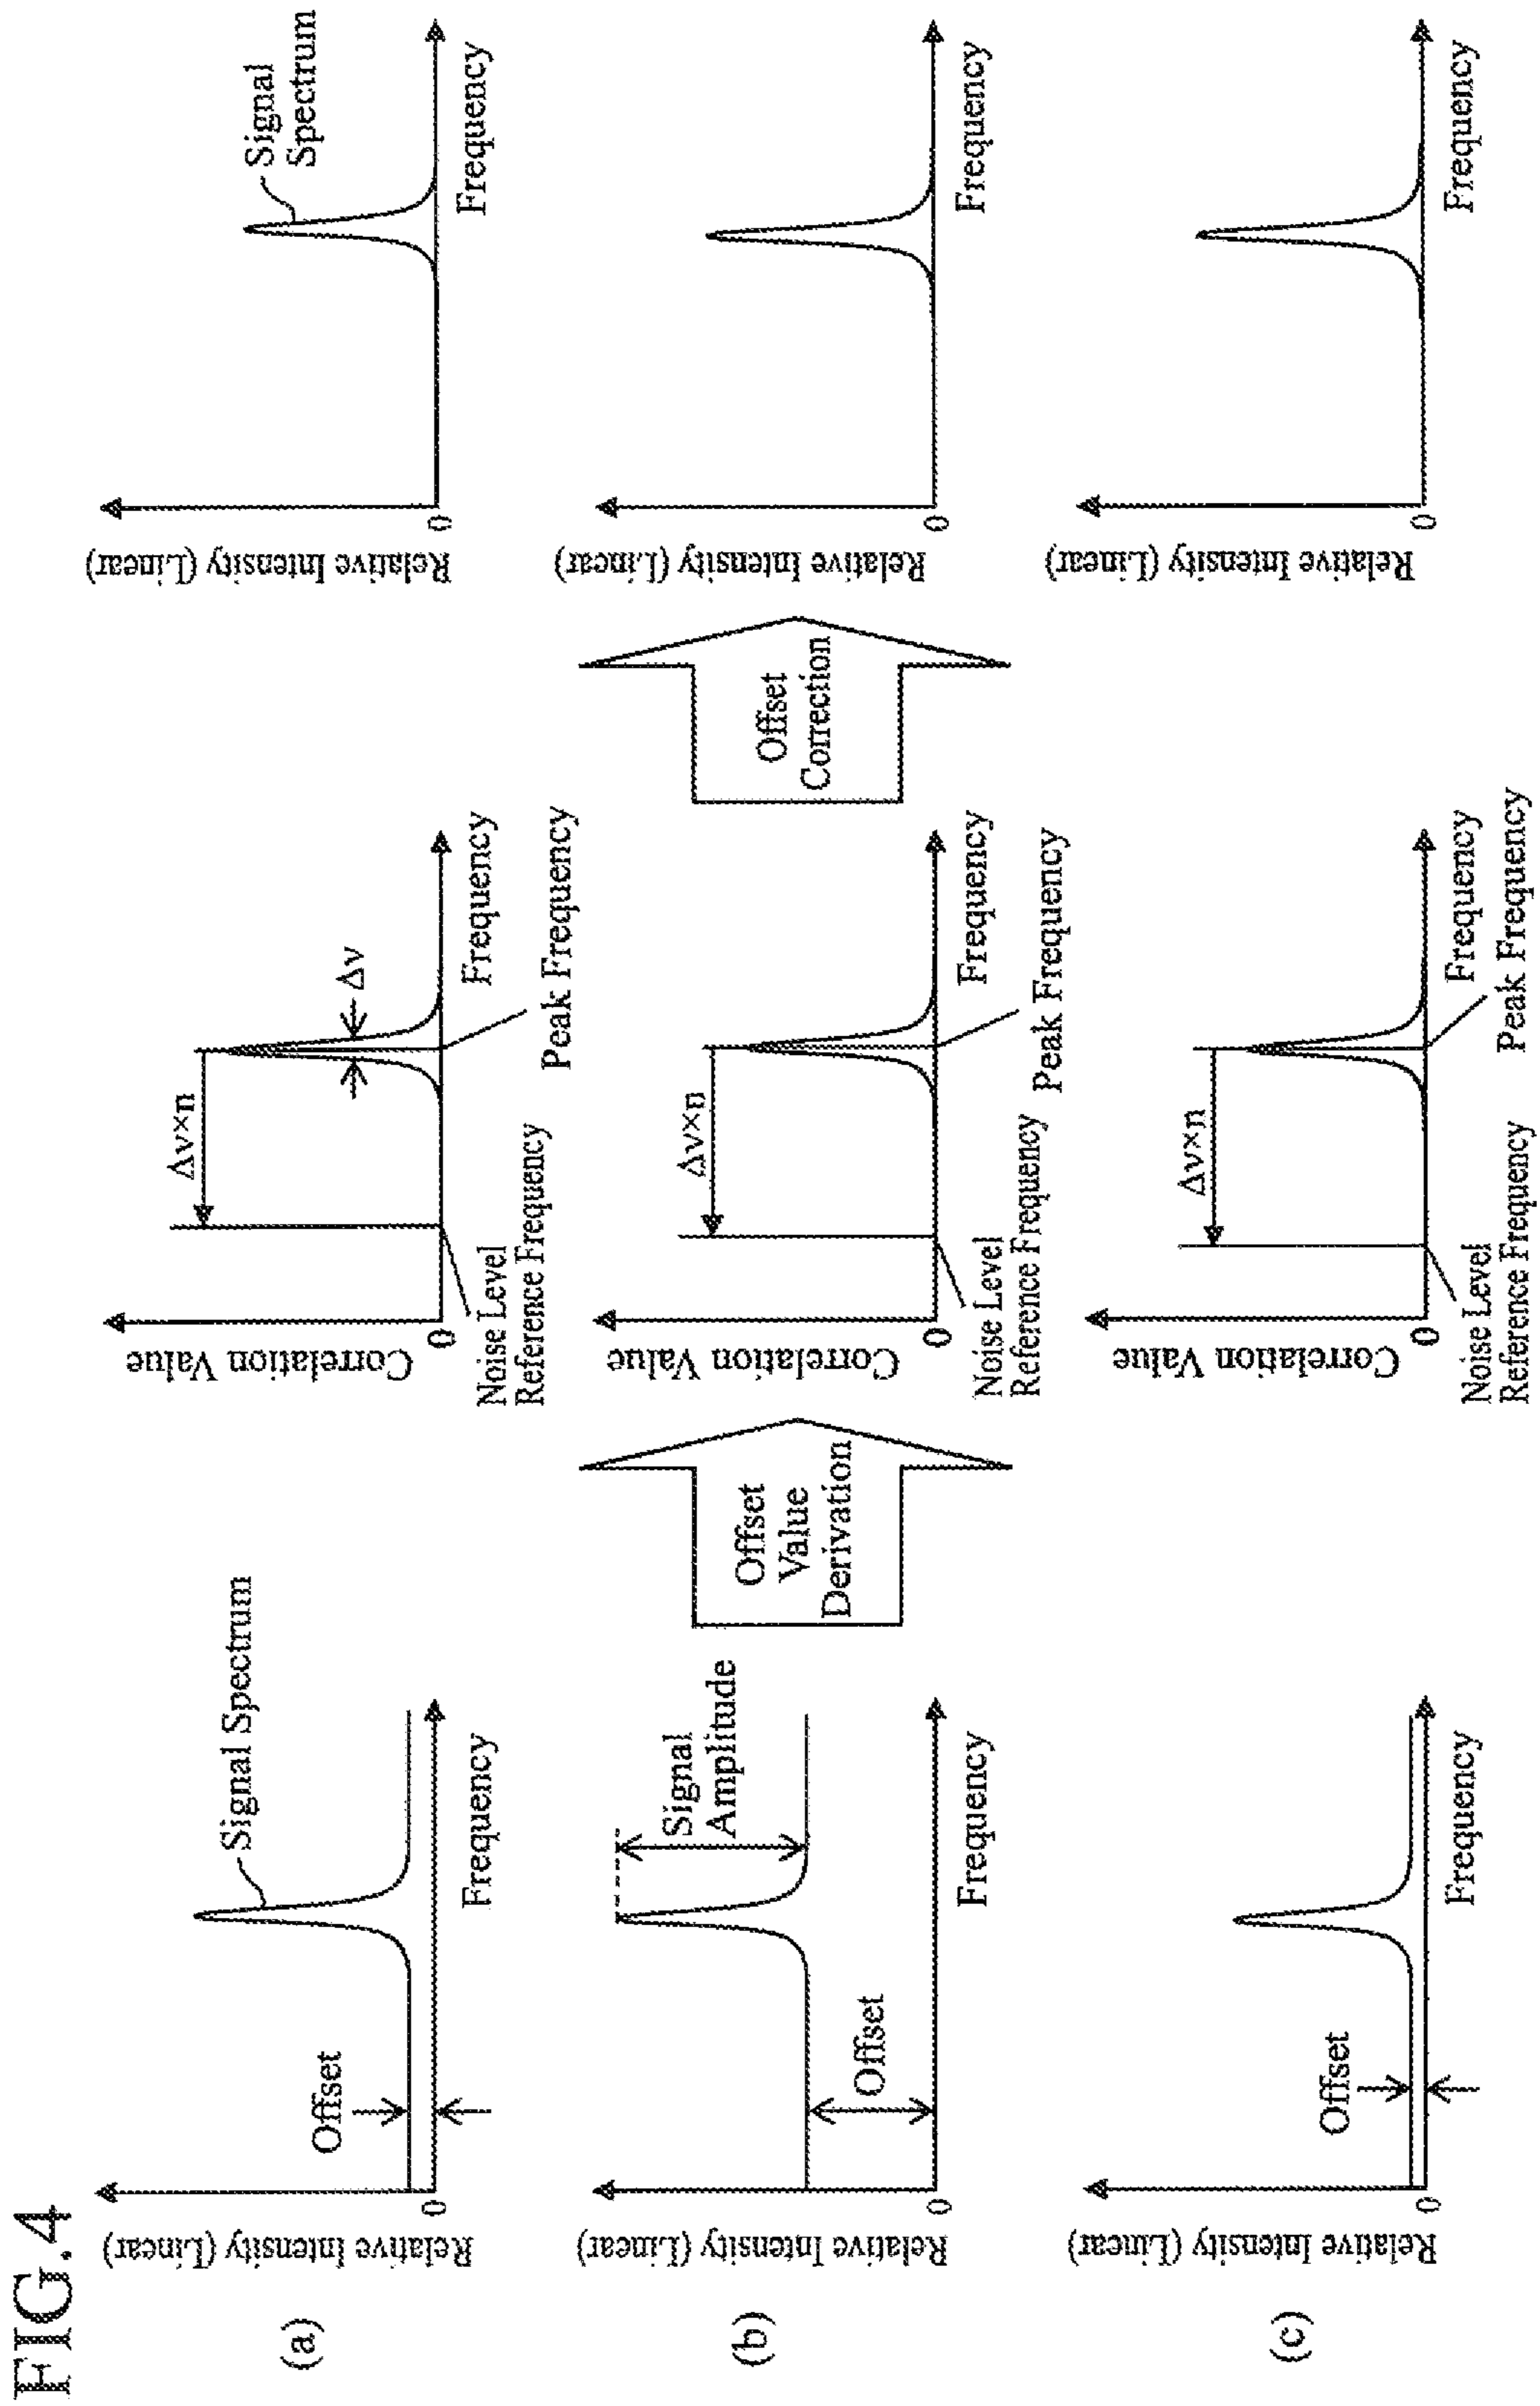 FIG.4
(a)
Relative Intensity (Linear)
Offset
Signal Spectrum
0
Frequency
Correlation Value
Δν×n
Δν
0
Frequency
Noise Level
Reference Frequency
Peak Frequency
Relative Intensity (Linear)
Signal
Spectrum
0
Frequency
(b)
Relative Intensity (Linear)
Signal
Amplitude
Offset
0
Frequency
Offset
Value
Derivation
Correlation Value
Δν×n
0
Frequency
Noise Level
Reference Frequency
Peak Frequency
Offset
Correction
Relative Intensity (Linear)
0
Frequency
(c)
Relative Intensity (Linear)
Offset
0
Frequency
Correlation Value
Δν×n
0
Frequency
Noise Level
Reference Frequency
Peak Frequency
Relative Intensity (Linear)
0
Frequency